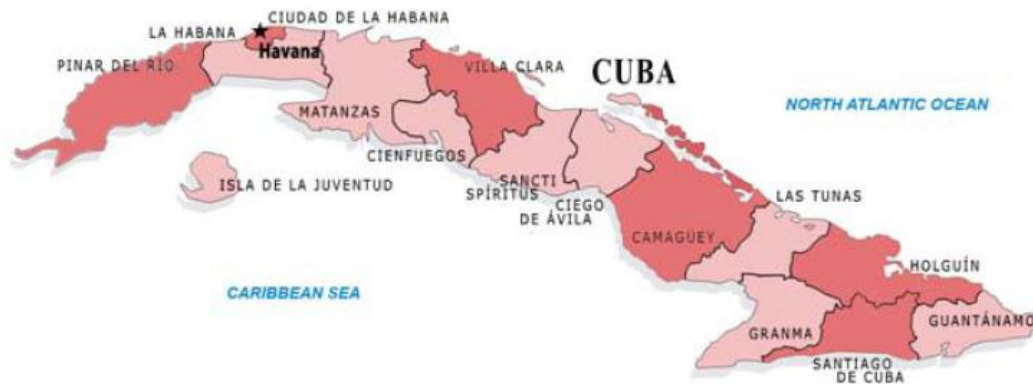 CIUDAD DE LA HABANA
LA HABANA
Havana
PINAR DEL RÍO
VILLA CLARA
CUBA
NORTH ATLANTIC OCEAN
MATANZAS
CIENFUEGOS
ISLA DE LA JUVENTUD
SANCTI
SPÍRITUS
CIEGO
DE ÁVILA
LAS TUNAS
CAMAGÜEY
HOLGUÍN
CARIBBEAN SEA
GRANMA
GUANTÁNAMO
SANTIAGO
DE CUBA